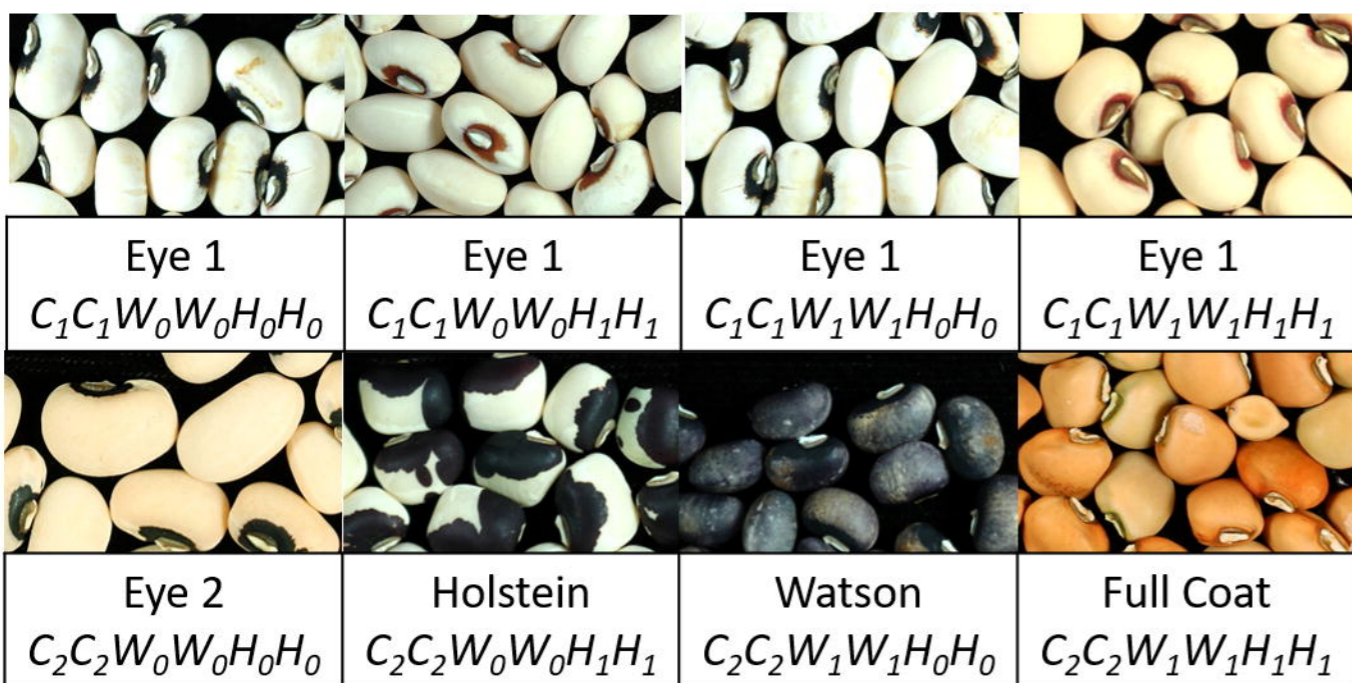 Eye 1
C₁C₁W₀W₀H₀H₀
Eye 1
C₁C₁W₀W₀H₁H₁
Eye 1
C₁C₁W₁W₁H₀H₀
Eye 1
C₁C₁W₁W₁H₁H₁
Eye 2
C₂C₂W₀W₀H₀H₀
Holstein
C₂C₂W₀W₀H₁H₁
Watson
C₂C₂W₁W₁H₀H₀
Full Coat
C₂C₂W₁W₁H₁H₁